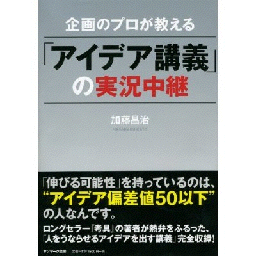 企画のプロが教える
「アイデア講義」
の実況中継
加藤昌治
「伸びる可能性」を持っているのは、
“アイデア偏差値50以下”
の人なんです。
ロングセラー『考具』の著者が熱弁をふるった、
「人をうならせるアイデアを出す講義」完全収録!